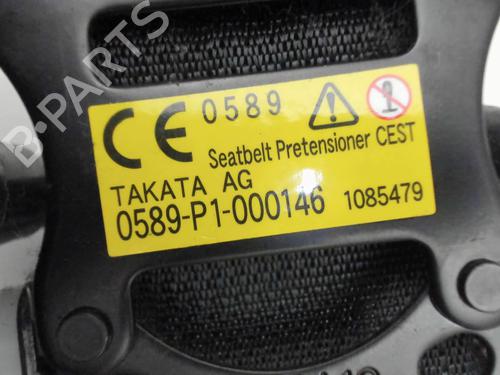 B-PARTS
CE 0589
Seatbelt Pretensioner CEST
TAKATA AG
0589-P1-000146 1085479